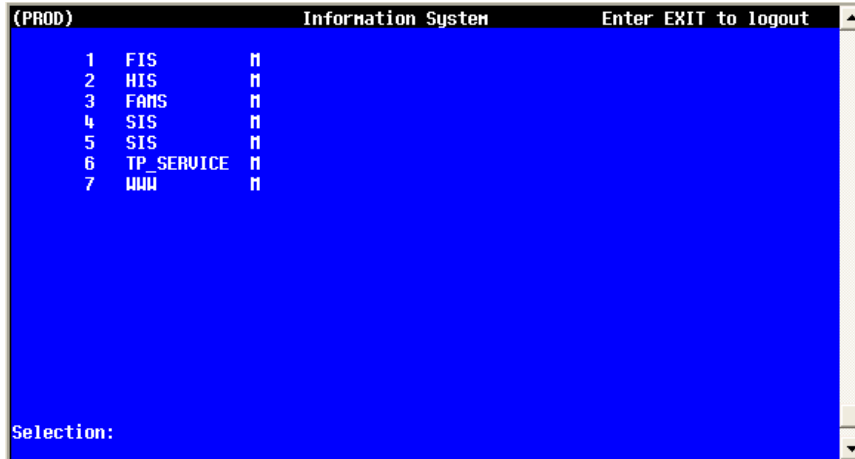 (PROD) Information System Enter EXIT to logout
1 FIS M
2 HIS M
3 FAMS M
4 SIS M
5 SIS M
6 TP_SERVICE M
7 WWW M
Selection: